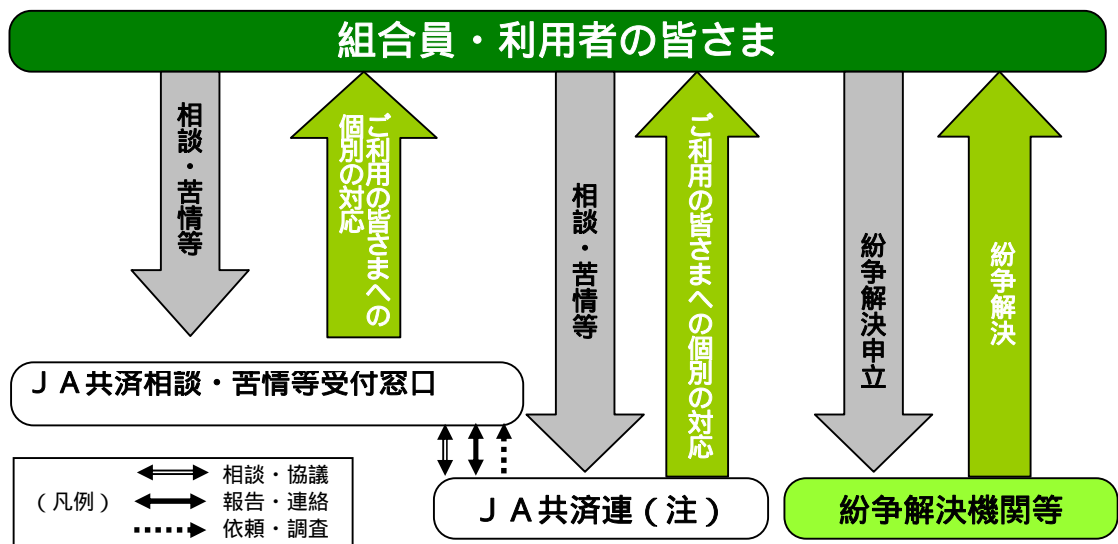 組合員・利用者の皆さま
相談・苦情等
ご利用の皆さまへの
個別の対応
相談・苦情等
ご利用の皆さまへの個別の対応
紛争解決申立
紛争解決
ＪＡ共済相談・苦情等受付窓口
（凡例）
相談・協議
報告・連絡
依頼・調査
ＪＡ共済連（注）
紛争解決機関等